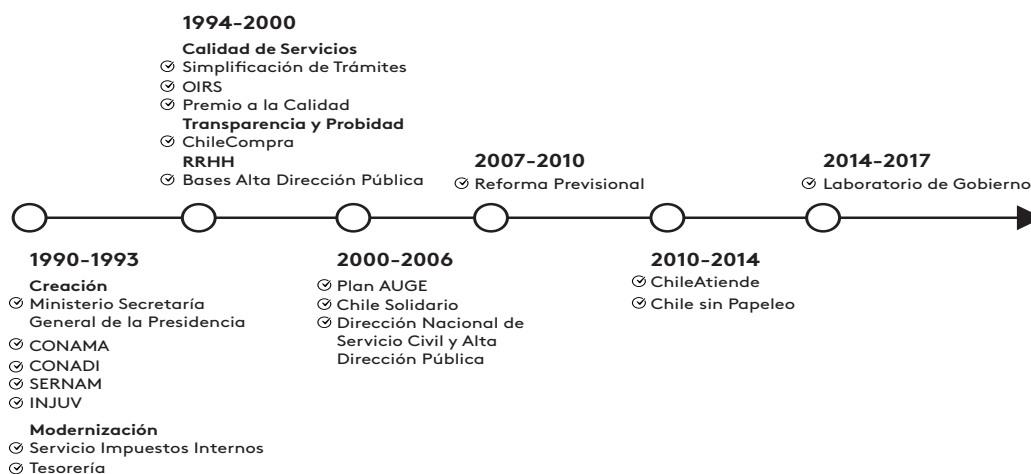 1994-2000
Calidad de Servicios
Simplificación de Trámites
OIRS
Premio a la Calidad
Transparencia y Probidad
ChileCompra
RRHH
Bases Alta Dirección Pública
2007-2010
Reforma Previsional
2014-2017
Laboratorio de Gobierno
1990-1993
Creación
Ministerio Secretaría
General de la Presidencia
CONAMA
CONADI
SERNAM
INJUV
Modernización
Servicio Impuestos Internos
Tesorería
2000-2006
Plan AUGE
Chile Solidario
Dirección Nacional de
Servicio Civil y Alta
Dirección Pública
2010-2014
ChileAtiende
Chile sin Papeleo